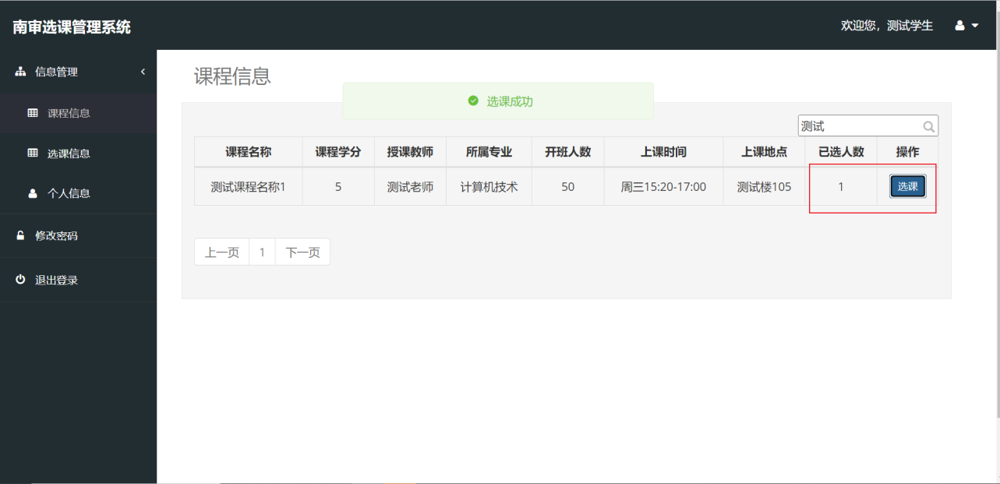 南审选课管理系统
欢迎您，测试学生
信息管理
课程信息
选课信息
个人信息
修改密码
退出登录
课程信息
选课成功
测试
课程名称 课程学分 授课教师 所属专业 开班人数 上课时间 上课地点 已选人数 操作
测试课程名称1 5 测试老师 计算机技术 50 周三15:20-17:00 测试楼105 1 选课
上一页 1 下一页